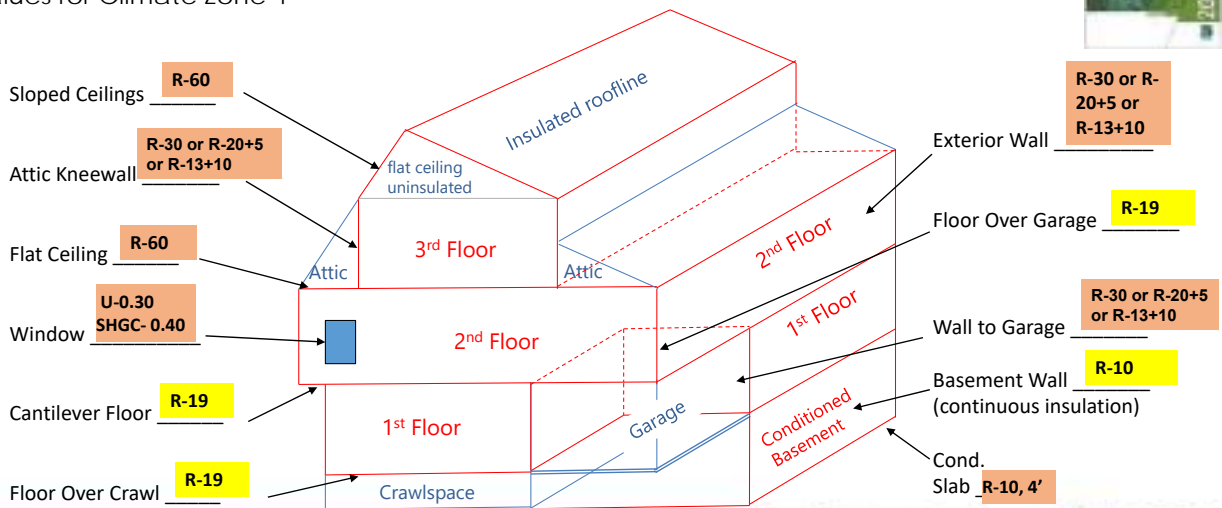 R-60
Sloped Ceilings ______
R-30 or R-20+5
or R-13+10
Attic Kneewall _______
R-60
Flat Ceiling ______
U-0.30
SHGC- 0.40
Window __________
R-19
Cantilever Floor ______
R-19
Floor Over Crawl _____
Insulated roofline
flat ceiling
uninsulated
3rd Floor
Attic
Attic
2nd Floor
2nd Floor
1st Floor
1st Floor
Garage
Conditioned
Basement
Crawlspace
R-30 or R-
20+5 or
R-13+10
Exterior Wall _________
R-19
Floor Over Garage _______
R-30 or R-20+5
or R-13+10
Wall to Garage _______
R-10
Basement Wall _______
(continuous insulation)
Cond.
Slab _R-10, 4’